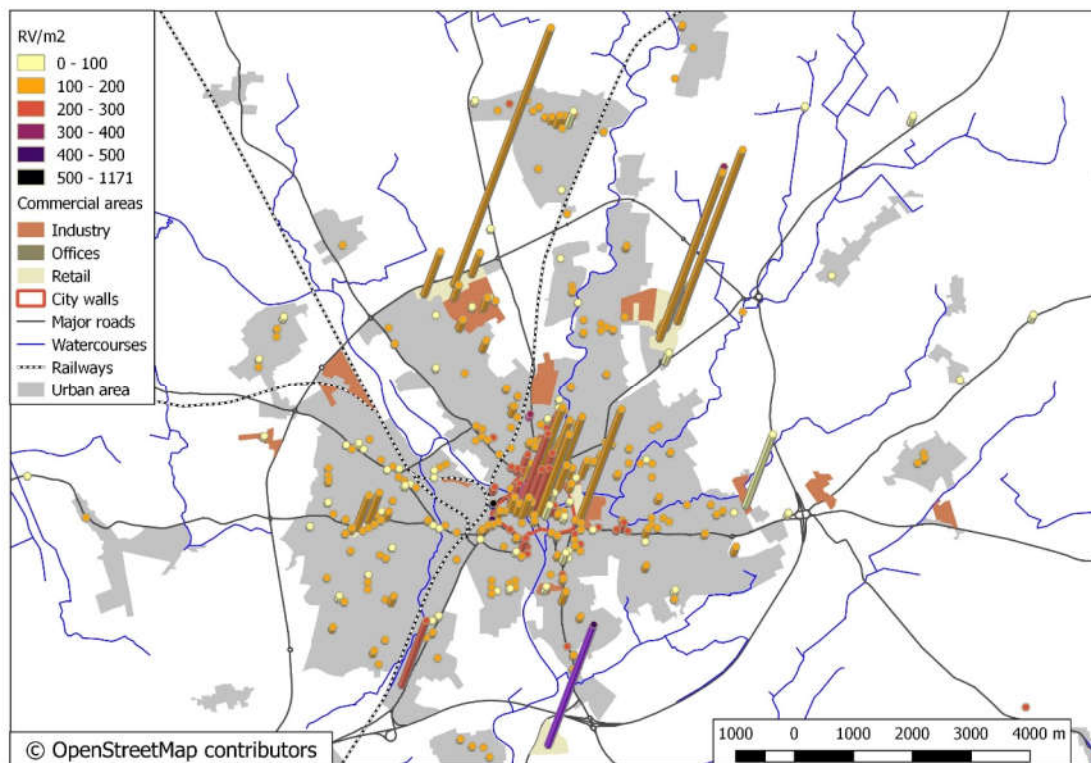 RV/m2
0 - 100
100 - 200
200 - 300
300 - 400
400 - 500
500 - 1171
Commercial areas
Industry
Offices
Retail
City walls
Major roads
Watercourses
Railways
Urban area
© OpenStreetMap contributors
1000 0 1000 2000 3000 4000 m